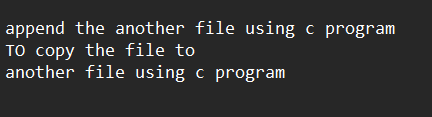 append the another file using c program
TO copy the file to
another file using c program